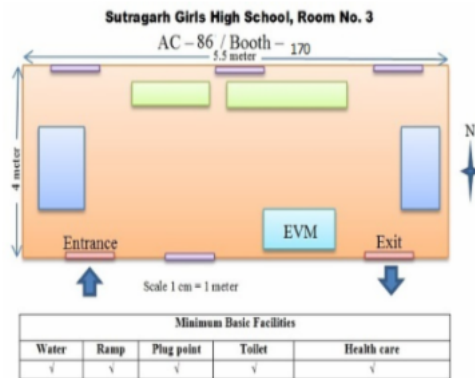 Sutragarh Girls High School, Room No. 3
AC – 86 / Booth – 170
5.5 meter
4 meter
N
EVM
Entrance
Exit
Scale 1 cm = 1 meter
Minimum Basic Facilities
Water Ramp Plug point Toilet Health care
√ √ √ √ √